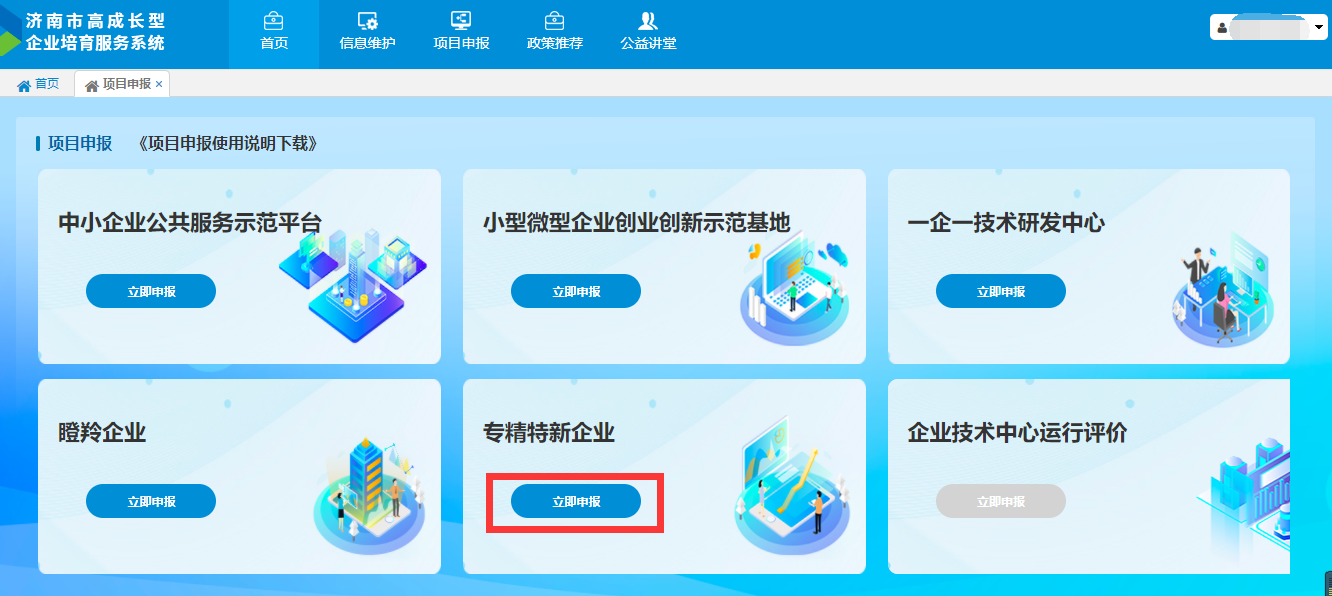 济南市高成长型
企业培育服务系统
首页
信息维护
项目申报
政策推荐
公益讲堂
首页
项目申报 ×
项目申报
《项目申报使用说明下载》
中小企业公共服务示范平台
立即申报
小型微型企业创业创新示范基地
立即申报
一企一技术研发中心
立即申报
瞪羚企业
立即申报
专精特新企业
立即申报
企业技术中心运行评价
立即申报